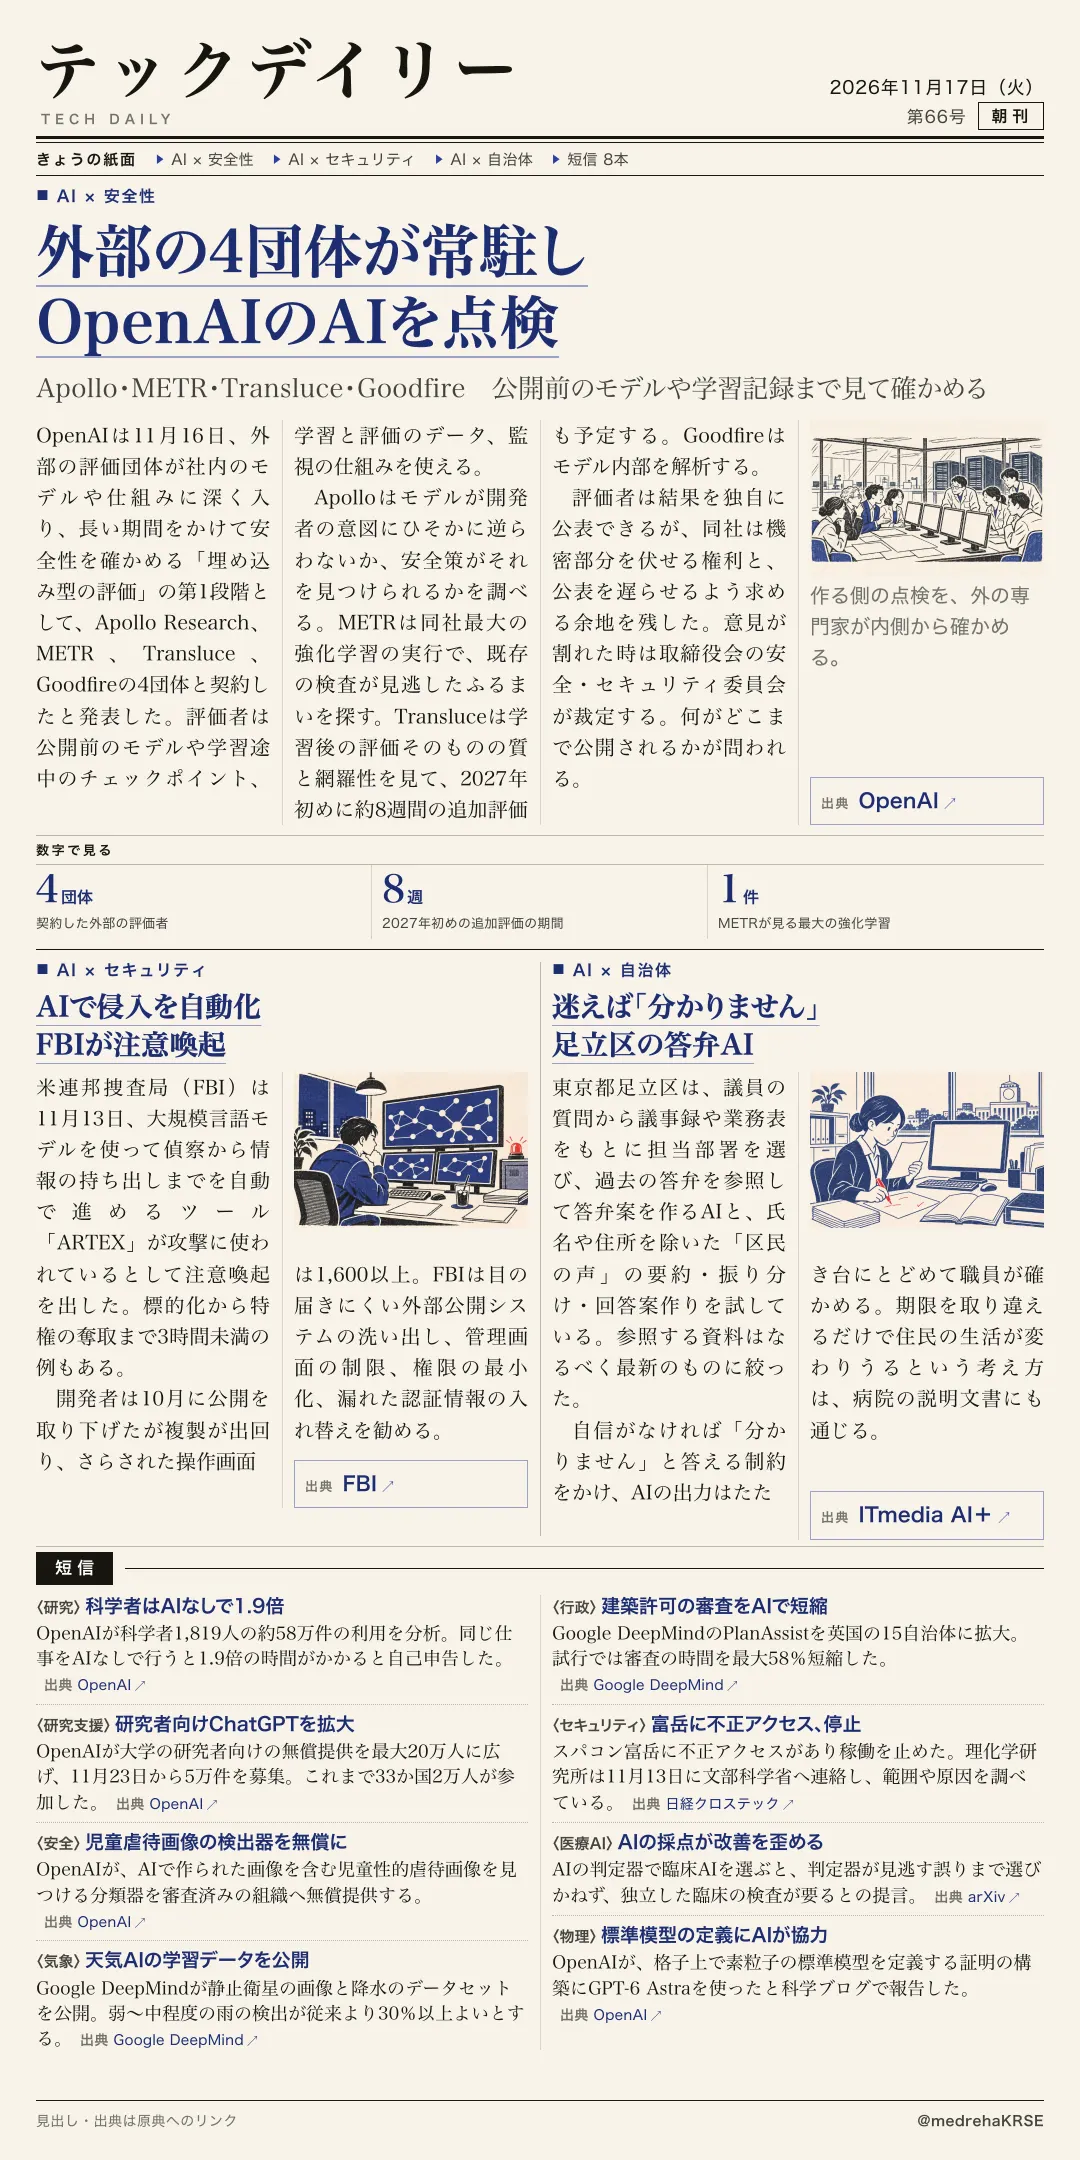 テックデイリー
TECH DAILY
2026年11月17日（火）
第66号 朝刊
きょうの紙面 ▶ AI × 安全性 ▶ AI × セキュリティ ▶ AI × 自治体 ▶ 短信 8本
■ AI × 安全性
外部の4団体が常駐し
OpenAIのAIを点検
Apollo・METR・Transluce・Goodfire 公開前のモデルや学習記録まで見て確かめる
OpenAIは11月16日、外
部の評価団体が社内のモ
デルや仕組みに深く入
り、長い期間をかけて安
全性を確かめる「埋め込
み型の評価」の第1段階と
して、Apollo Research、
METR、Transluce、
Goodfireの4団体と契約し
たと発表した。評価者は
公開前のモデルや学習途
中のチェックポイント、
学習と評価のデータ、監
視の仕組みを使える。
Apolloはモデルが開発
者の意図にひそかに逆ら
わないか、安全策がそれ
を見つけられるかを調べ
る。METRは同社最大の
強化学習の実行で、既存
の検査が見逃したふるま
いを探す。Transluceは学
習後の評価そのものの質
と網羅性を見て、2027年
初めに約8週間の追加評価
も予定する。Goodfireは
モデル内部を解析する。
評価者は結果を独自に
公表できるが、同社は機
密部分を伏せる権利と、
公表を遅らせるよう求め
る余地を残した。意見が
割れた時は取締役会の安
全・セキュリティ委員会
が裁定する。何がどこま
で公開されるかが問われ
る。
作る側の点検を、外の専
門家が内側から確かめ
る。
出典 OpenAI ↗
数字で見る
4団体
契約した外部の評価者
8週
2027年初めの追加評価の期間
1件
METRが見る最大の強化学習
■ AI × セキュリティ
AIで侵入を自動化
FBIが注意喚起
米連邦捜査局（FBI）は
11月13日、大規模言語モ
デルを使って偵察から情
報の持ち出しまでを自動
で進めるツール
「ARTEX」が攻撃に使わ
れているとして注意喚起
を出した。標的化から特
権の奪取まで3時間未満の
例もある。
開発者は10月に公開を
取り下げたが複製が出回
り、さらされた操作画面
は1,600以上。FBIは目の
届きにくい外部公開シス
テムの洗い出し、管理画
面の制限、権限の最小
化、漏れた認証情報の入
れ替えを勧める。
出典 FBI ↗
■ AI × 自治体
迷えば「分かりません」
足立区の答弁AI
東京都足立区は、議員の
質問から議事録や業務表
をもとに担当部署を選
び、過去の答弁を参照し
て答弁案を作るAIと、氏
名や住所を除いた「区民
の声」の要約・振り分
け・回答案作りを試して
いる。参照する資料はな
るべく最新のものに絞っ
た。
自信がなければ「分か
りません」と答える制約
をかけ、AIの出力はたた
き台にとどめて職員が確
かめる。期限を取り違え
るだけで住民の生活が変
わりうるという考え方
は、病院の説明文書にも
通じる。
出典 ITmedia AI+ ↗
短信
〈研究〉科学者はAIなしで1.9倍
OpenAIが科学者1,819人の約58万件の利用を分析。同じ仕
事をAIなしで行うと1.9倍の時間がかかると自己申告した。
出典 OpenAI ↗
〈研究支援〉研究者向けChatGPTを拡大
OpenAIが大学の研究者向けの無償提供を最大20万人に広
げ、11月23日から5万件を募集。これまで33か国2万人が参
加した。 出典 OpenAI ↗
〈安全〉児童虐待画像の検出器を無償に
OpenAIが、AIで作られた画像を含む児童性的虐待画像を見
つける分類器を審査済みの組織へ無償提供する。
出典 OpenAI ↗
〈気象〉天気AIの学習データを公開
Google DeepMindが静止衛星の画像と降水のデータセット
を公開。弱〜中程度の雨の検出が従来より30%以上よいとす
る。 出典 Google DeepMind ↗
〈行政〉建築許可の審査をAIで短縮
Google DeepMindのPlanAssistを英国の15自治体に拡大。
試行では審査の時間を最大58%短縮した。
出典 Google DeepMind ↗
〈セキュリティ〉富岳に不正アクセス、停止
スパコン富岳に不正アクセスがあり稼働を止めた。理化学研
究所は11月13日に文部科学省へ連絡し、範囲や原因を調べ
ている。 出典 日経クロステック ↗
〈医療AI〉AIの採点が改善を歪める
AIの判定器で臨床AIを選ぶと、判定器が見逃す誤りまで選び
かねず、独立した臨床の検査が要るとの提言。 出典 arXiv ↗
〈物理〉標準模型の定義にAIが協力
OpenAIが、格子上で素粒子の標準模型を定義する証明の構
築にGPT-6 Astraを使ったと科学ブログで報告した。
出典 OpenAI ↗
見出し・出典は原典へのリンク
@medrehaKRSE